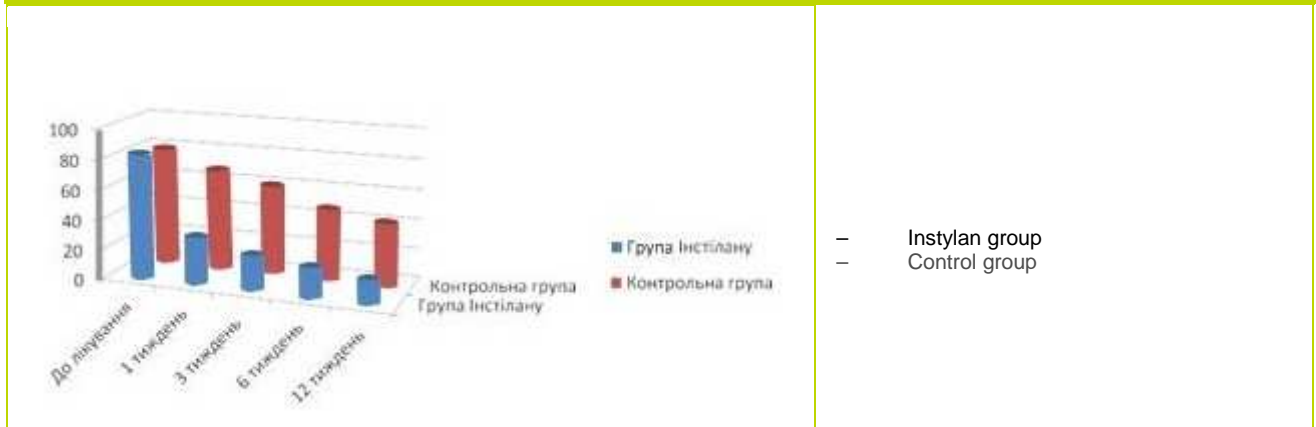 100
80
60
40
20
0
До лікування
1 тиждень
3 тиждень
6 тиждень
12 тиждень
Контрольна група
Група Інстілану
Група Інстілану
Контрольна група
– Instylan group
– Control group